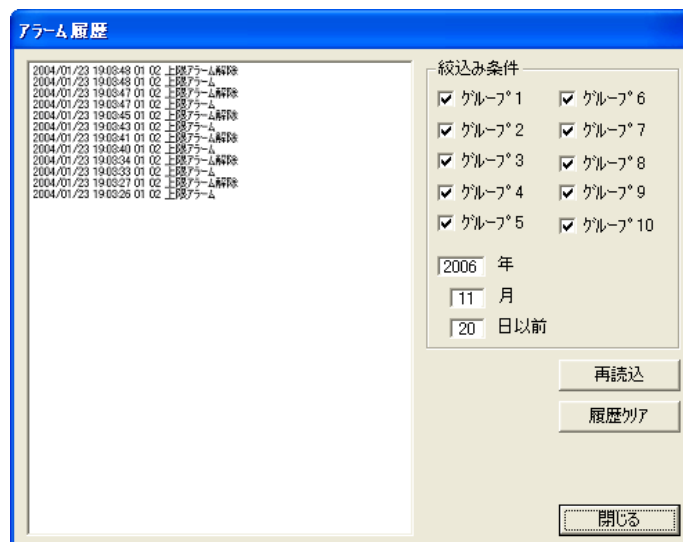 アラーム履歴
2004/01/23 19:03:48 01 02 上限アラーム解除
2004/01/23 19:03:48 01 02 上限アラーム
2004/01/23 19:03:47 01 02 上限アラーム解除
2004/01/23 19:03:47 01 02 上限アラーム
2004/01/23 19:03:45 01 02 上限アラーム解除
2004/01/23 19:03:43 01 02 上限アラーム
2004/01/23 19:03:41 01 02 上限アラーム解除
2004/01/23 19:03:40 01 02 上限アラーム
2004/01/23 19:03:34 01 02 上限アラーム解除
2004/01/23 19:03:33 01 02 上限アラーム
2004/01/23 19:03:27 01 02 上限アラーム解除
2004/01/23 19:03:26 01 02 上限アラーム
絞込み条件
グループ1 グループ6
グループ2 グループ7
グループ3 グループ8
グループ4 グループ9
グループ5 グループ10
2006 年
11 月
20 日以前
再読込
履歴クリア
閉じる